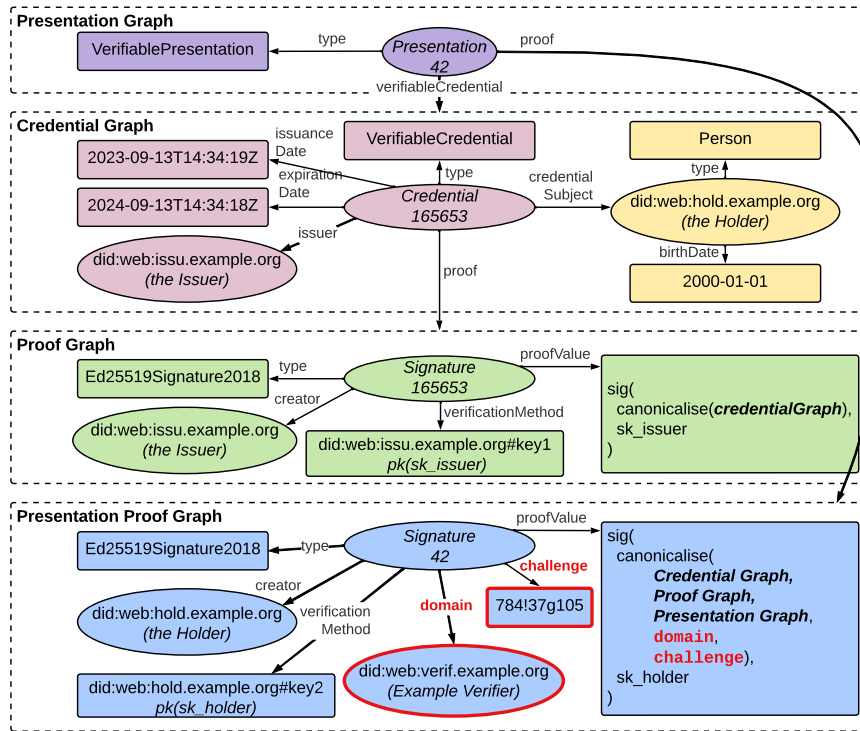 Presentation Graph
VerifiablePresentation
type
Presentation
42
proof
verifiableCredential
Credential Graph
issuance
Date
2023-09-13T14:34:19Z
VerifiableCredential
Person
type
type
expiration
Date
2024-09-13T14:34:18Z
Credential
165653
credential
Subject
did:web:hold.example.org
(the Holder)
issuer
did:web:issu.example.org
(the Issuer)
birthDate
proof
2000-01-01
Proof Graph
Ed25519Signature2018
type
Signature
165653
proofValue
creator
verificationMethod
did:web:issu.example.org
(the Issuer)
did:web:issu.example.org#key1
pk(sk_issuer)
sig(
canonicalise(credentialGraph),
sk_issuer
)
Presentation Proof Graph
Ed25519Signature2018
type
Signature
42
proofValue
creator
challenge
784!37g105
did:web:hold.example.org
(the Holder)
verification
Method
domain
did:web:verif.example.org
(Example Verifier)
did:web:hold.example.org#key2
pk(sk_holder)
sig(
canonicalise(
Credential Graph,
Proof Graph,
Presentation Graph,
domain,
challenge),
sk_holder
)